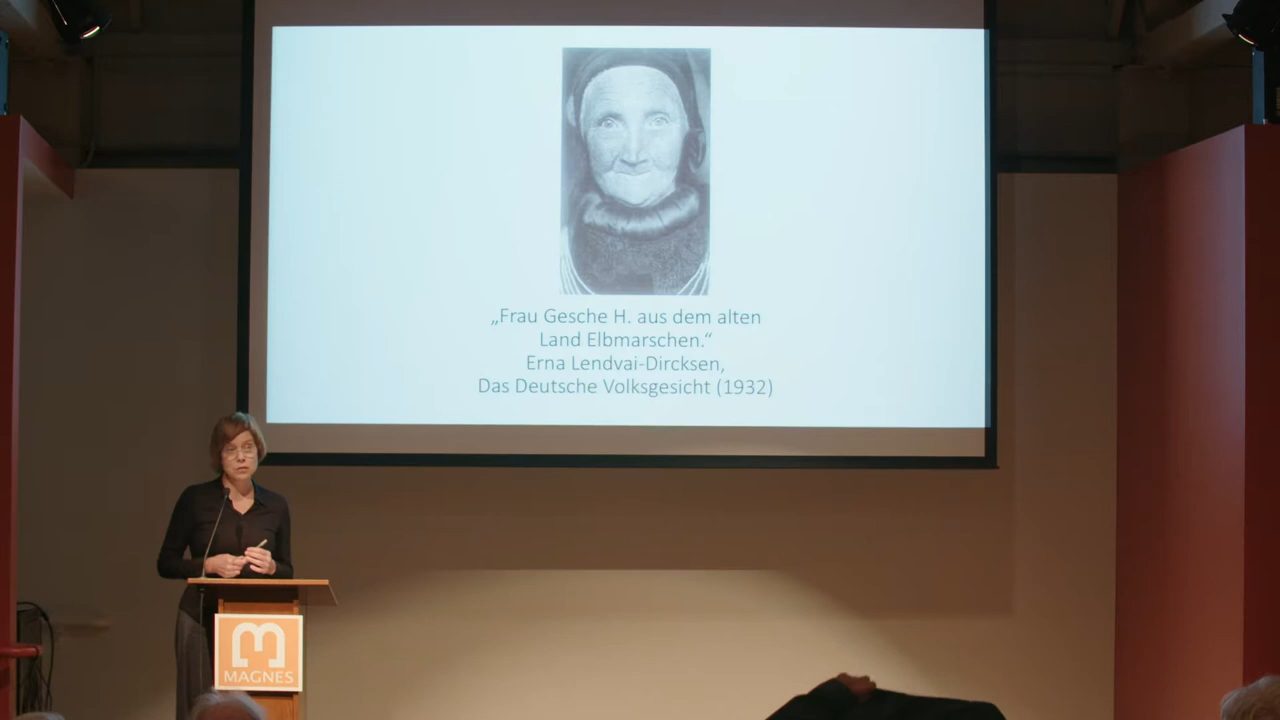 „Frau Gesche H. aus dem alten
Land Elbmarschen.“
Erna Lendvai-Dircksen,
Das Deutsche Volksgesicht (1932)
MAGNES